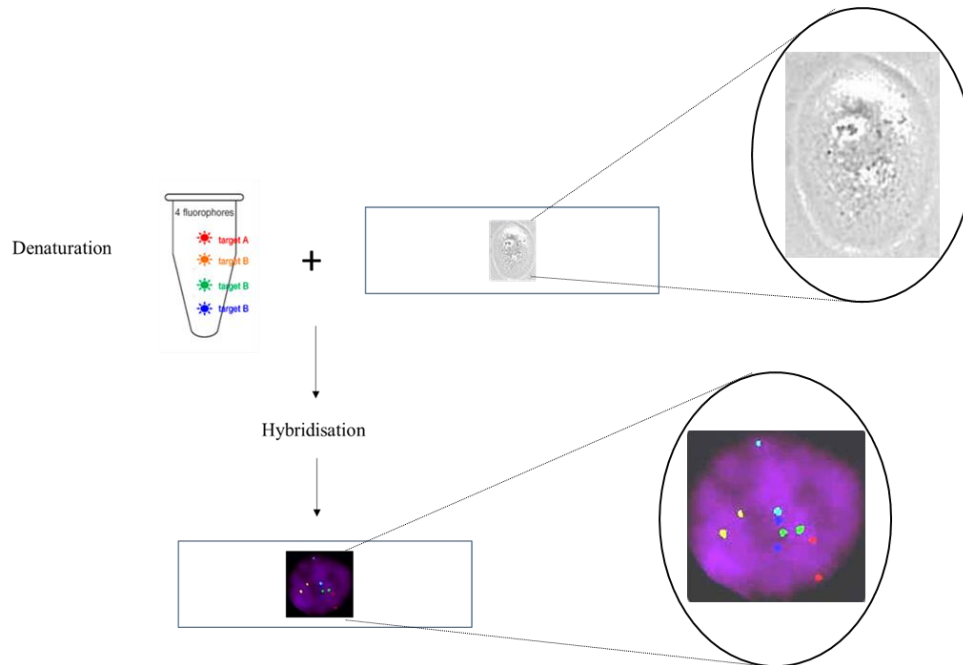 4 fluorophores
target A
Denaturation
target B
+
target B
target B
Hybridisation